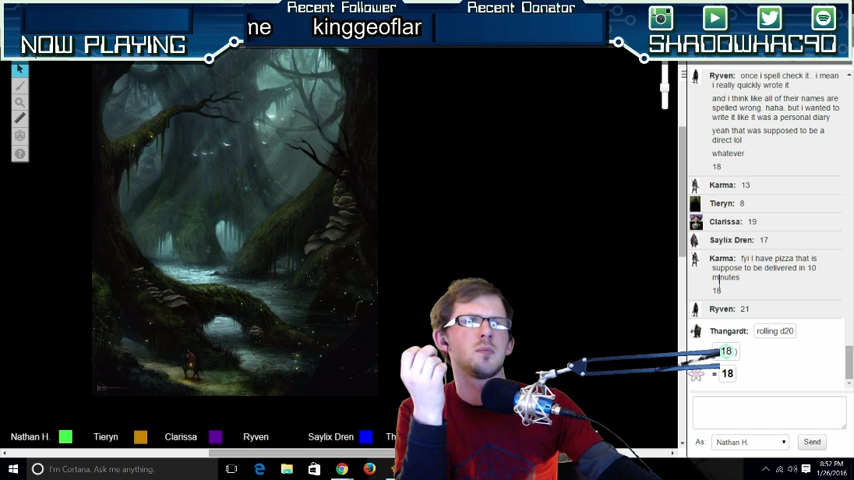 Recent Follower
Recent Donator
me kinggeoflar
NOW PLAYING
SHADOWHAC90
Ryven: once i spell check it. i mean
i really quickly wrote it
and i think like all of their names are
spelled wrong. haha. but i wanted to
write it like it was a personal diary
yeah that was supposed to be a
direct lol
whatever
18
Karma: 13
Tieryn: 8
Clarissa: 19
Saylix Dren: 17
Karma: fyi I have pizza that is
suppose to be delivered in 10
minutes
18
Ryven: 21
Thangardt: rolling d20
18 )
= 18
Nathan H. Tieryn Clarissa Ryven Saylix Dren Th
As: Nathan H. Send
I'm Cortana. Ask me anything.
8:52 PM
1/26/2016